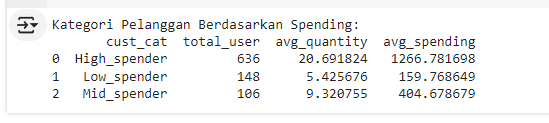 Kategori Pelanggan Berdasarkan Spending:
cust_cat total_user avg_quantity avg_spending
0 High_spender 636 20.691824 1266.781698
1 Low_spender 148 5.425676 159.768649
2 Mid_spender 106 9.320755 404.678679